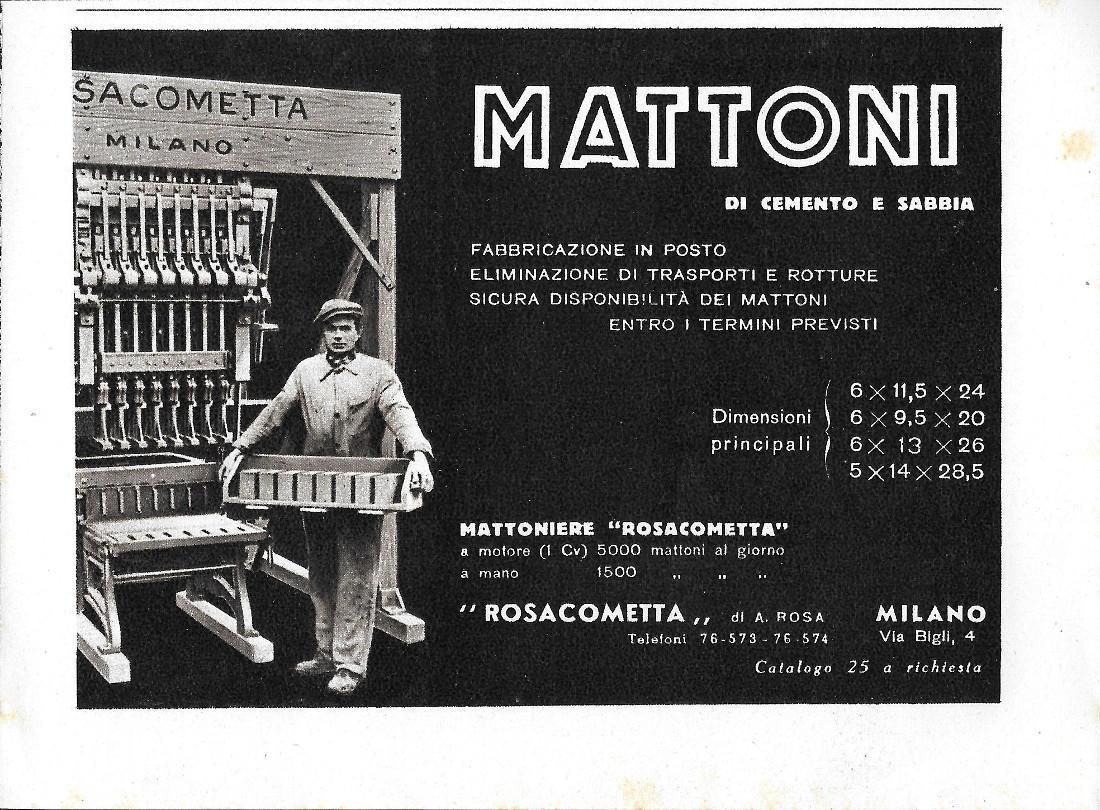 SACOMETTA
MILANO
MATTONI
DI CEMENTO E SABBIA
FABBRICAZIONE IN POSTO
ELIMINAZIONE DI TRASPORTI E ROTTURE
SICURA DISPONIBILITÀ DEI MATTONI
ENTRO I TERMINI PREVISTI
Dimensioni principali
6 × 11,5 × 24
6 × 9,5 × 20
6 × 13 × 26
5 × 14 × 28,5
MATTONIERE "ROSACOMETTA"
a motore (1 Cv) 5000 mattoni al giorno
a mano 1500 „ „ „
"ROSACOMETTA„ di A. ROSA MILANO
Telefoni 76-573 - 76-574 Via Bigli, 4
Catalogo 25 a richiesta